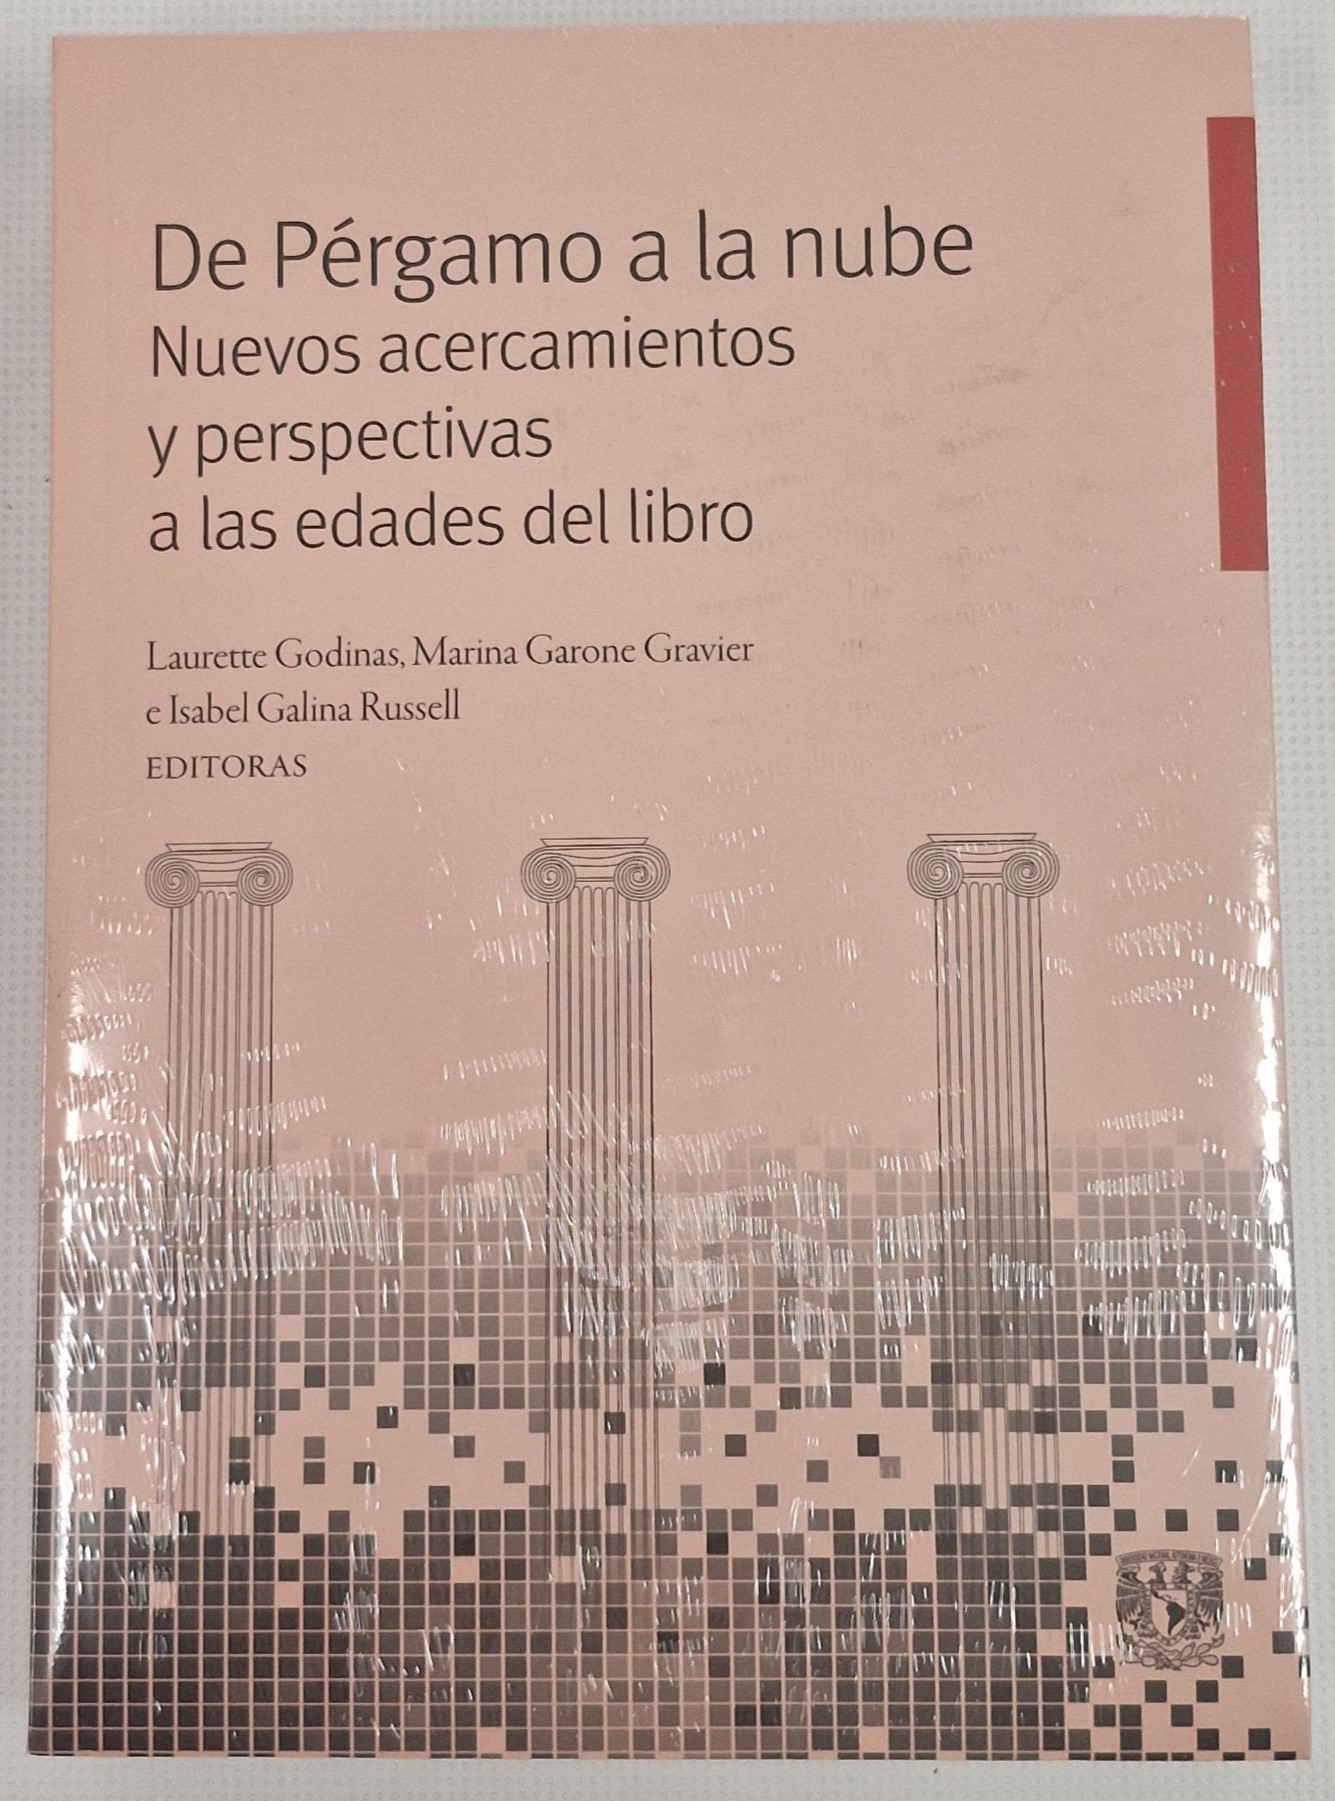 De Pérgamo a la nube
Nuevos acercamientos
y perspectivas
a las edades del libro
Laurette Godinas, Marina Garone Gravier
e Isabel Galina Russell
EDITORAS